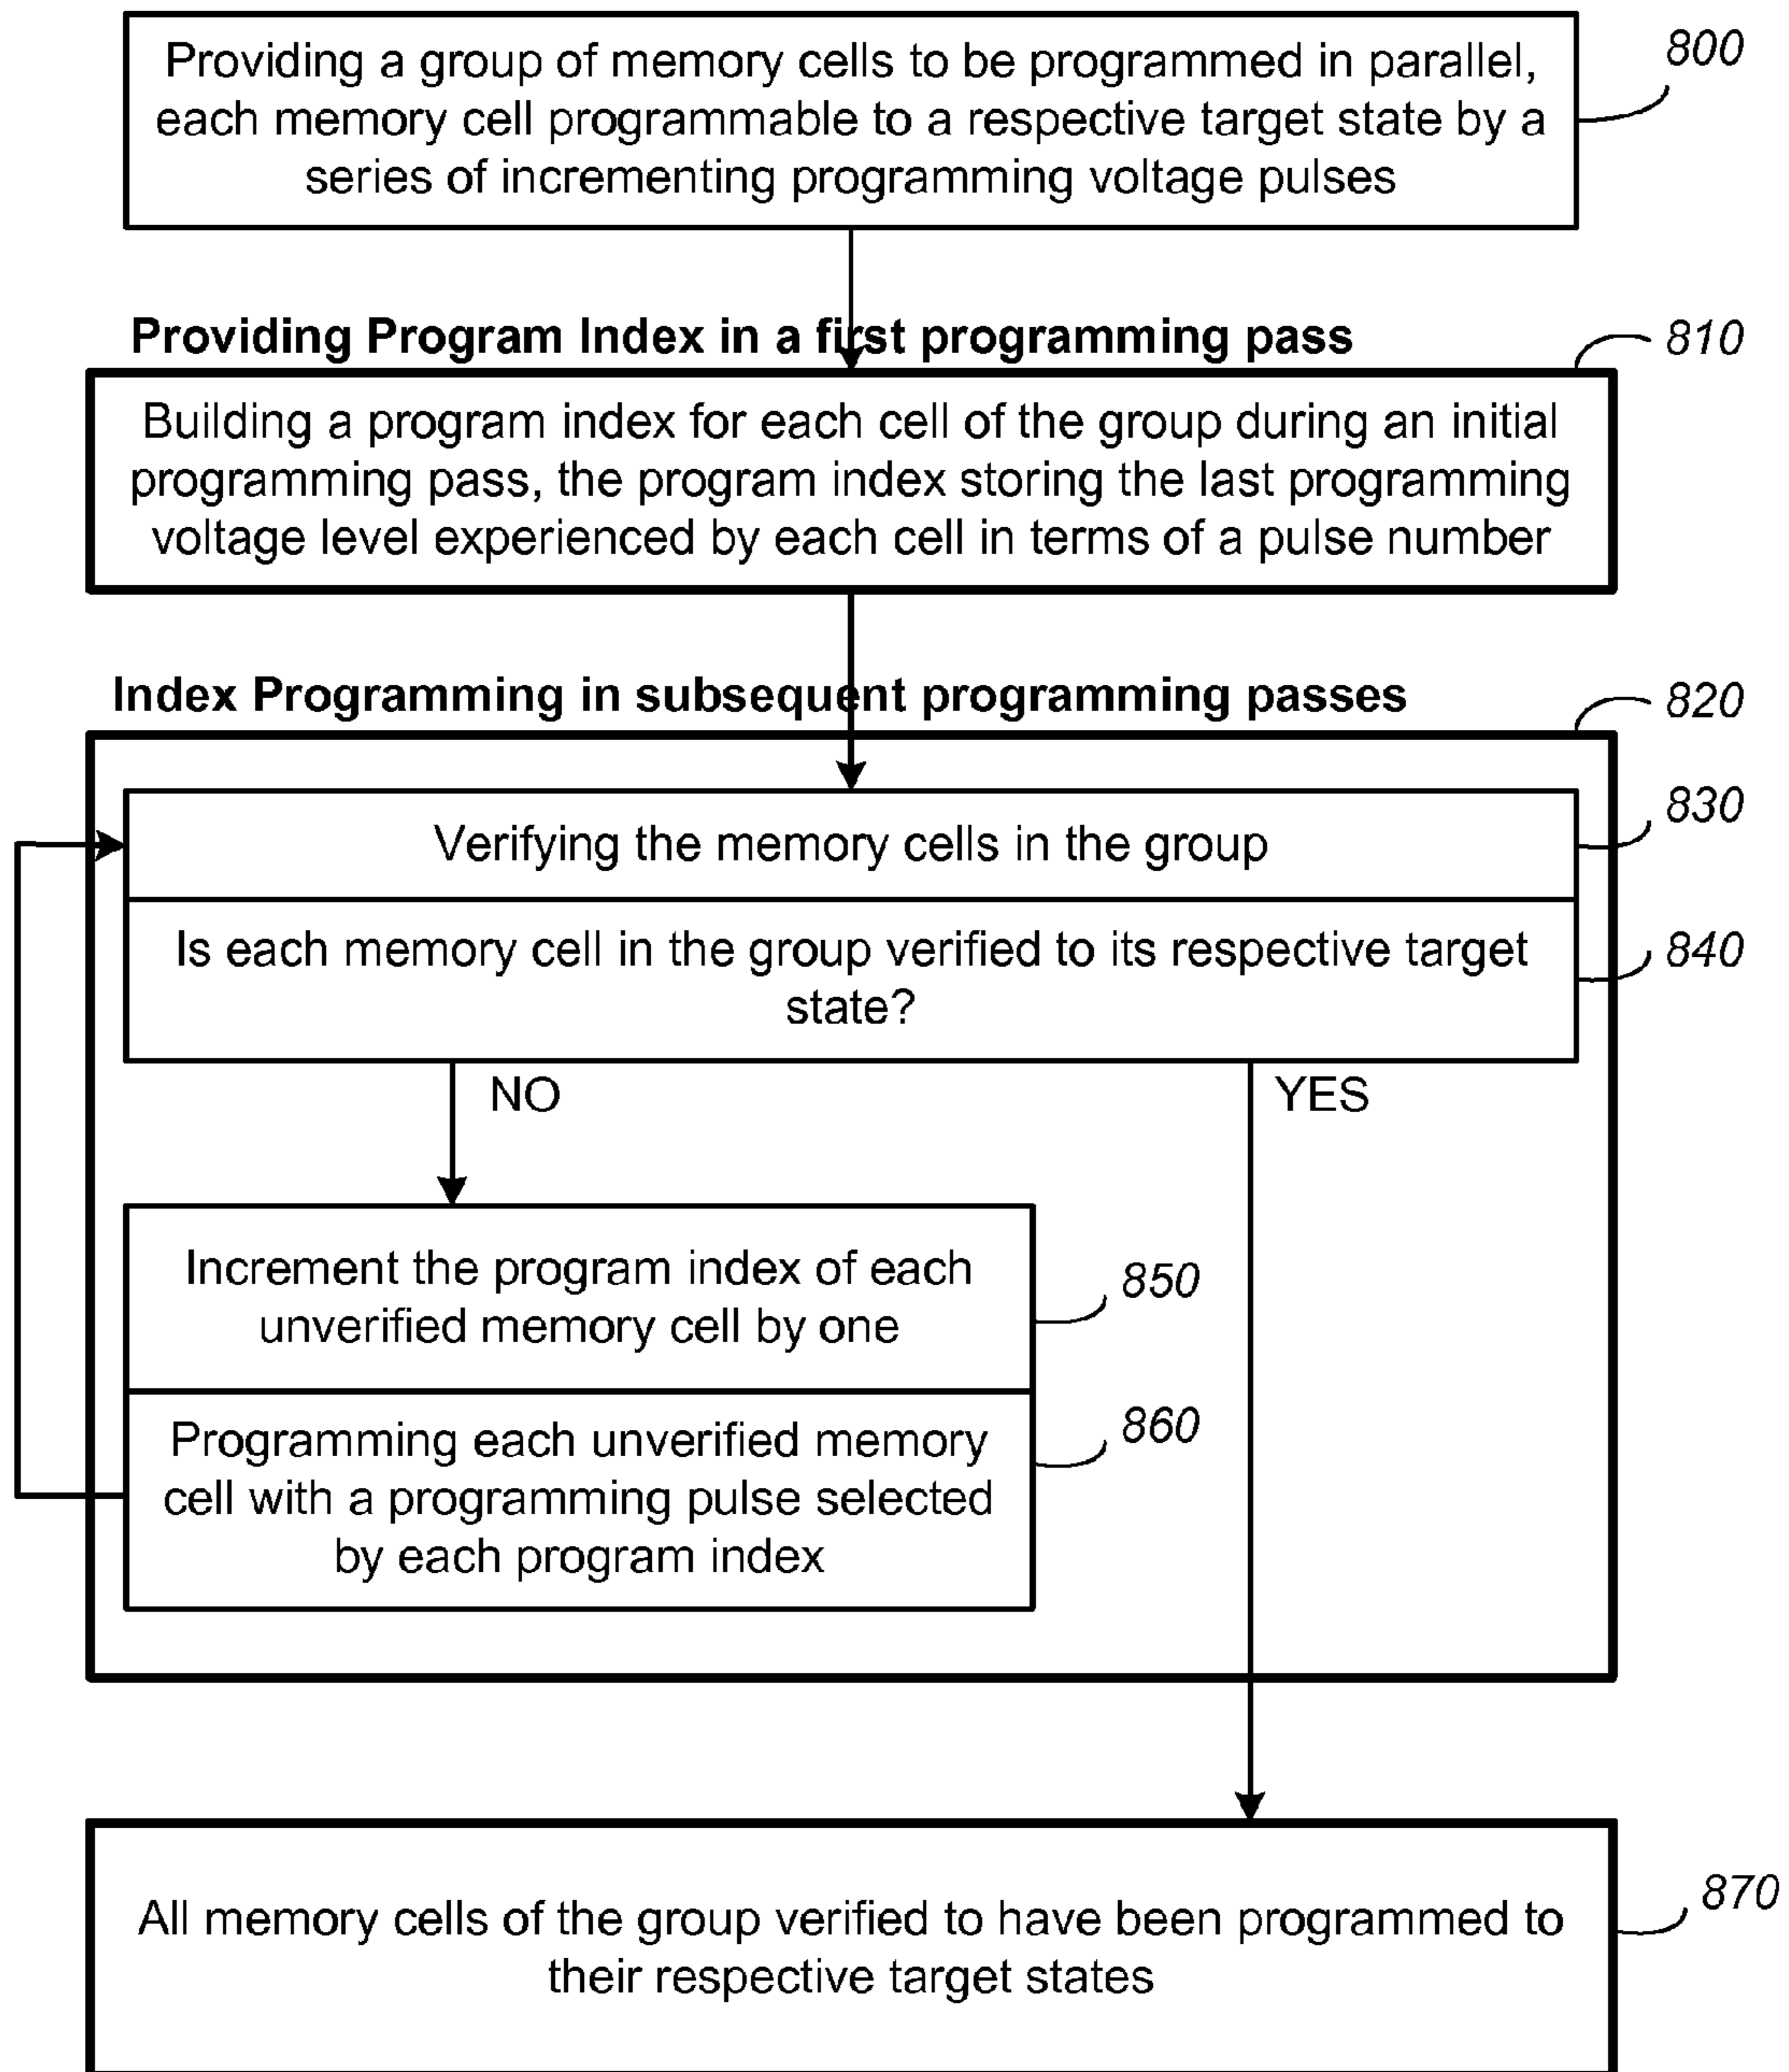 Providing a group of memory cells to be programmed in parallel,
each memory cell programmable to a respective target state by a
series of incrementing programming voltage pulses
800
Providing Program Index in a first programming pass
810
Building a program index for each cell of the group during an initial
programming pass, the program index storing the last programming
voltage level experienced by each cell in terms of a pulse number
Index Programming in subsequent programming passes
820
Verifying the memory cells in the group
830
Is each memory cell in the group verified to its respective target
state?
840
NO
YES
Increment the program index of each
unverified memory cell by one
850
Programming each unverified memory
cell with a programming pulse selected
by each program index
860
All memory cells of the group verified to have been programmed to
their respective target states
870